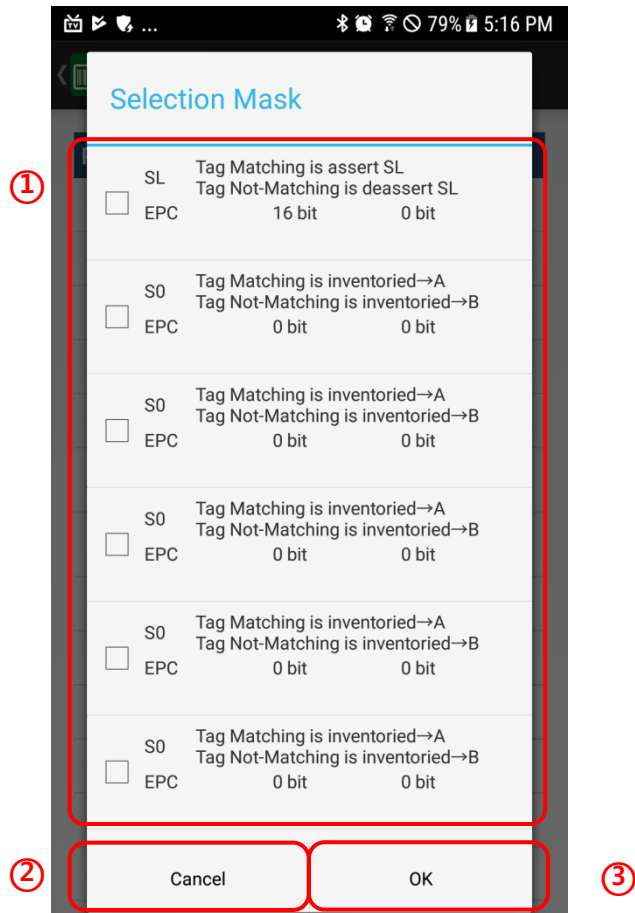 ... 79% 5:16 PM
Selection Mask
①
SL Tag Matching is assert SL
Tag Not-Matching is deassert SL
EPC 16 bit 0 bit
S0 Tag Matching is inventoried→A
Tag Not-Matching is inventoried→B
EPC 0 bit 0 bit
S0 Tag Matching is inventoried→A
Tag Not-Matching is inventoried→B
EPC 0 bit 0 bit
S0 Tag Matching is inventoried→A
Tag Not-Matching is inventoried→B
EPC 0 bit 0 bit
S0 Tag Matching is inventoried→A
Tag Not-Matching is inventoried→B
EPC 0 bit 0 bit
S0 Tag Matching is inventoried→A
Tag Not-Matching is inventoried→B
EPC 0 bit 0 bit
② Cancel OK ③